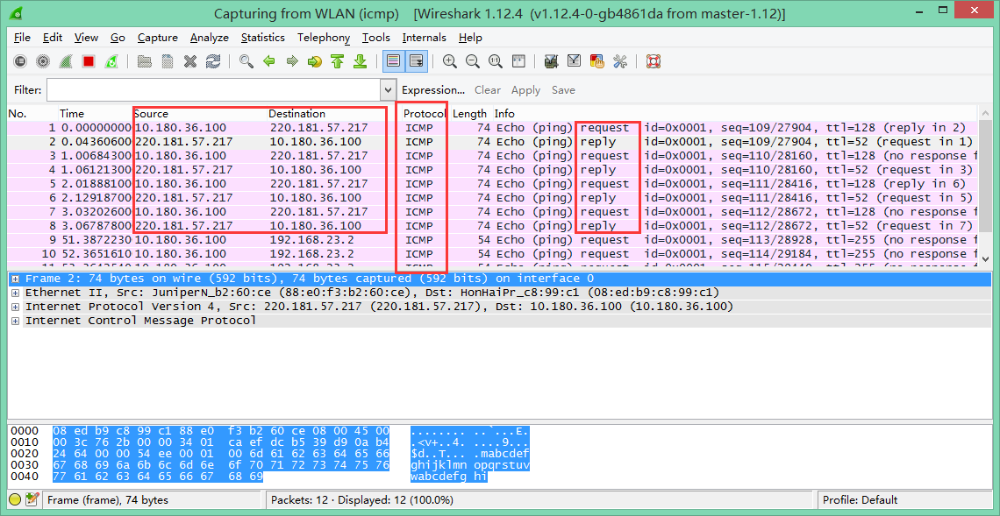 Capturing from WLAN (icmp) [Wireshark 1.12.4 (v1.12.4-0-gb4861da from master-1.12)]
File Edit View Go Capture Analyze Statistics Telephony Tools Internals Help
Filter: Expression... Clear Apply Save
No. Time Source Destination Protocol Length Info
1 0.00000000 10.180.36.100 220.181.57.217 ICMP 74 Echo (ping) request id=0x0001, seq=109/27904, ttl=128 (reply in 2)
2 0.04360600 220.181.57.217 10.180.36.100 ICMP 74 Echo (ping) reply id=0x0001, seq=109/27904, ttl=52 (request in 1)
3 1.00684300 10.180.36.100 220.181.57.217 ICMP 74 Echo (ping) request id=0x0001, seq=110/28160, ttl=128 (no response f
4 1.06121300 220.181.57.217 10.180.36.100 ICMP 74 Echo (ping) reply id=0x0001, seq=110/28160, ttl=52 (request in 3)
5 2.01888100 10.180.36.100 220.181.57.217 ICMP 74 Echo (ping) request id=0x0001, seq=111/28416, ttl=128 (reply in 6)
6 2.12918700 220.181.57.217 10.180.36.100 ICMP 74 Echo (ping) reply id=0x0001, seq=111/28416, ttl=52 (request in 5)
7 3.03202600 10.180.36.100 220.181.57.217 ICMP 74 Echo (ping) request id=0x0001, seq=112/28672, ttl=128 (no response f
8 3.06787800 220.181.57.217 10.180.36.100 ICMP 74 Echo (ping) reply id=0x0001, seq=112/28672, ttl=52 (request in 7)
9 51.3872230 10.180.36.100 192.168.23.2 ICMP 54 Echo (ping) request id=0x0001, seq=113/28928, ttl=255 (no response f
10 52.3651610 10.180.36.100 192.168.23.2 ICMP 54 Echo (ping) request id=0x0001, seq=114/29184, ttl=255 (no response f
Frame 2: 74 bytes on wire (592 bits), 74 bytes captured (592 bits) on interface 0
Ethernet II, Src: JuniperN_b2:60:ce (88:e0:f3:b2:60:ce), Dst: HonHaiPr_c8:99:c1 (08:ed:b9:c8:99:c1)
Internet Protocol Version 4, Src: 220.181.57.217 (220.181.57.217), Dst: 10.180.36.100 (10.180.36.100)
Internet Control Message Protocol
0000 08 ed b9 c8 99 c1 88 e0 f3 b2 60 ce 08 00 45 00 ........ ..`...E.
0010 00 3c 76 2b 00 00 34 01 ca ef dc b5 39 d9 0a b4 .<v+..4. ....9...
0020 24 64 00 00 54 ee 00 01 00 6d 61 62 63 64 65 66 $d..T... .mabcdef
0030 67 68 69 6a 6b 6c 6d 6e 6f 70 71 72 73 74 75 76 ghijklmn opqrstuv
0040 77 61 62 63 64 65 66 67 68 69 wabcdefg hi
Frame (frame), 74 bytes Packets: 12 · Displayed: 12 (100.0%) Profile: Default